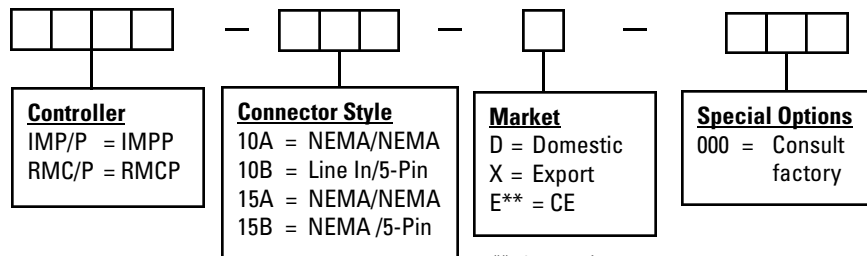 Controller
IMP/P = IMPP
RMC/P = RMCP
Connector Style
10A = NEMA/NEMA
10B = Line In/5-Pin
15A = NEMA/NEMA
15B = NEMA /5-Pin
Market
D = Domestic
X = Export
E** = CE
Special Options
000 = Consult
factory